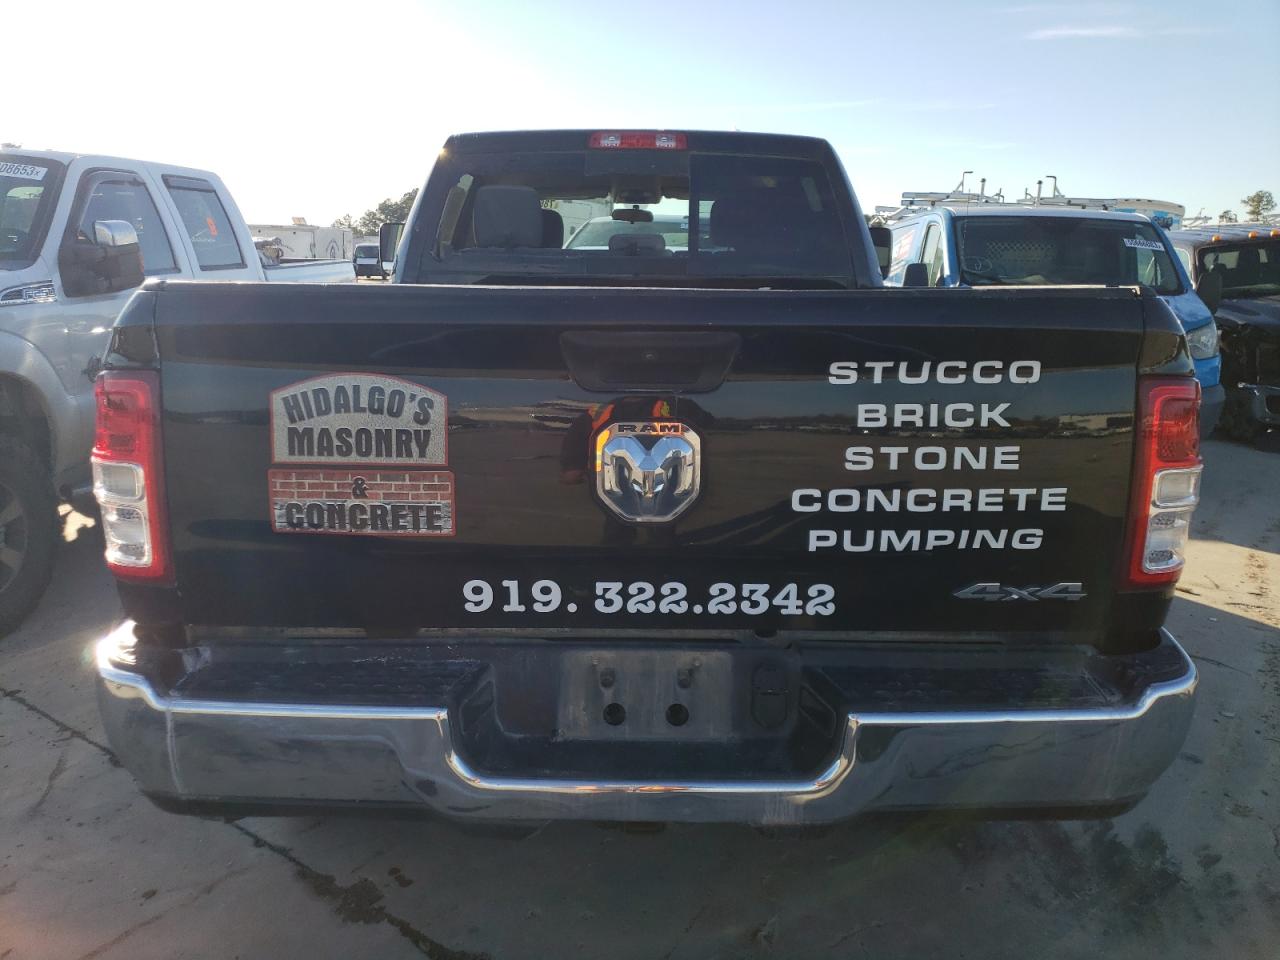 HIDALGO'S
MASONRY
&
CONCRETE
RAM
STUCCO
BRICK
STONE
CONCRETE
PUMPING
919.322.2342
4x4